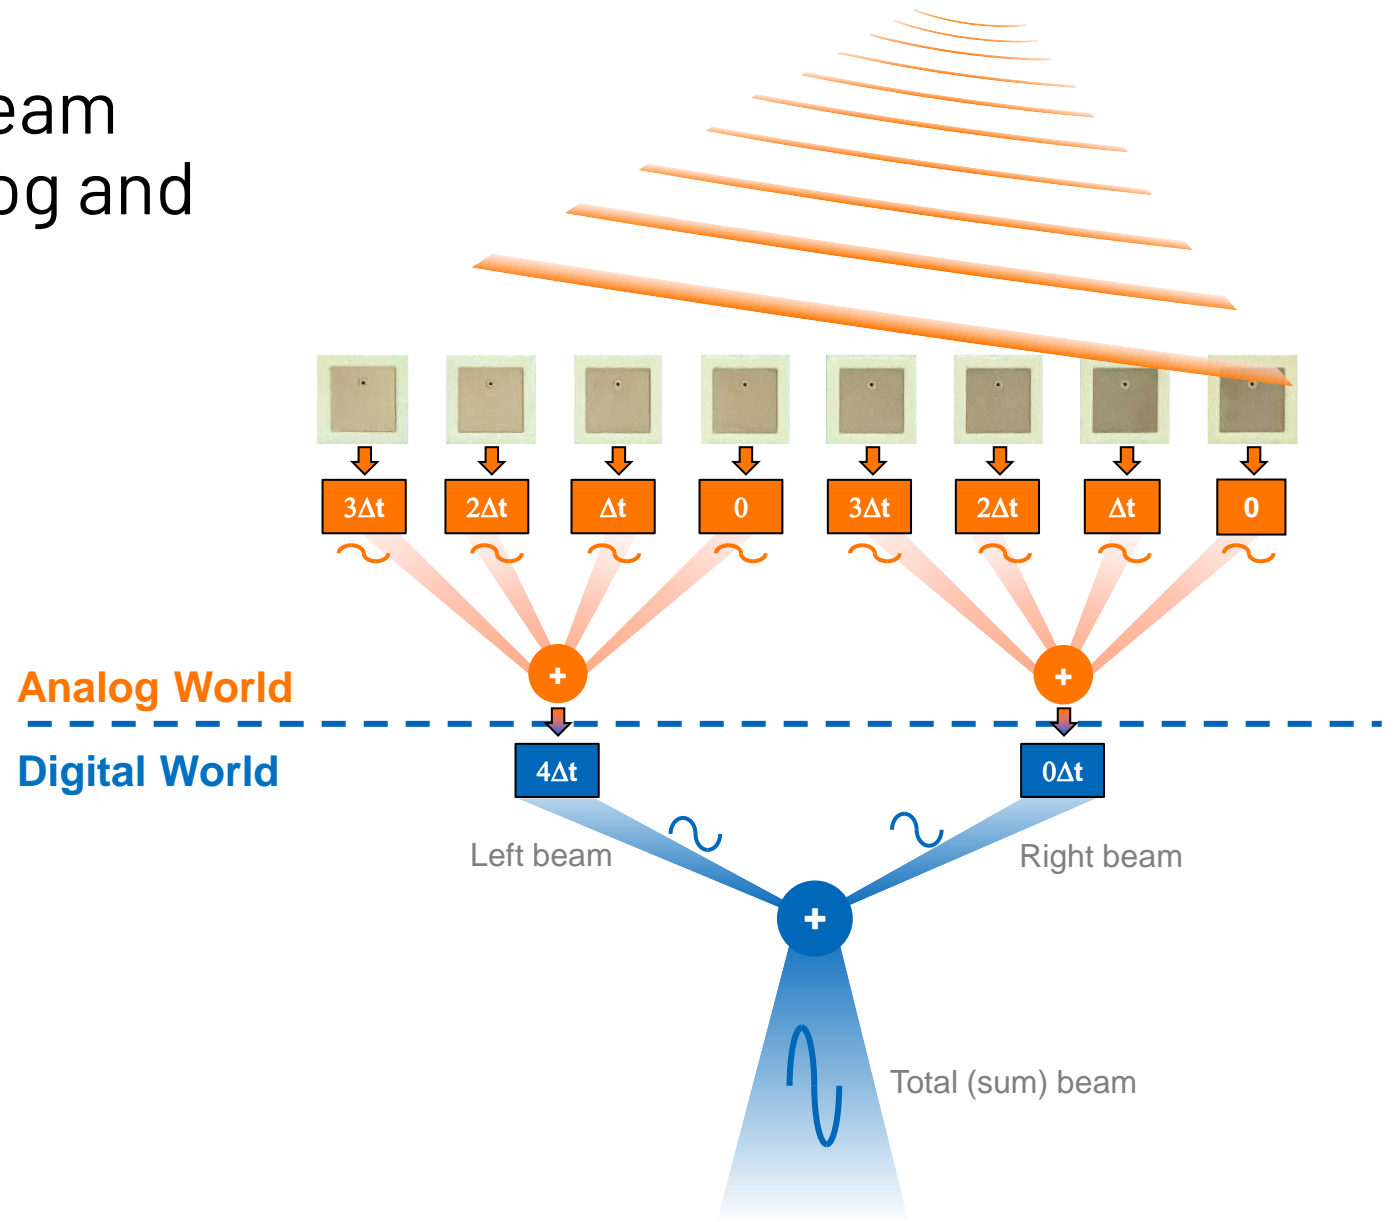 og and
3Δt 2Δt Δt 0 3Δt 2Δt Δt 0
+ +
Analog World
Digital World
4Δt 0Δt
Left beam Right beam
+
Total (sum) beam